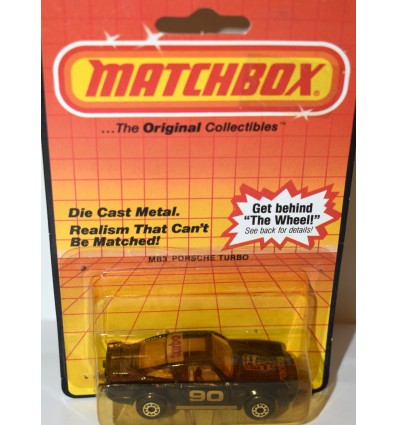 MATCHBOX
...The Original Collectibles™
Die Cast Metal.
Realism That Can't
Be Matched!
Get behind
"The Wheel!"
See back for details!
MB3 PORSCHE TURBO
90